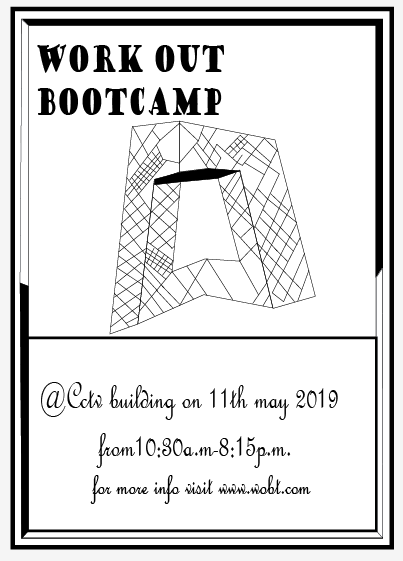 WORK OUT
BOOTCAMP
@Cctv building on 11th may 2019
from10:30a.m-8:15p.m.
for more info visit www.wobt.com